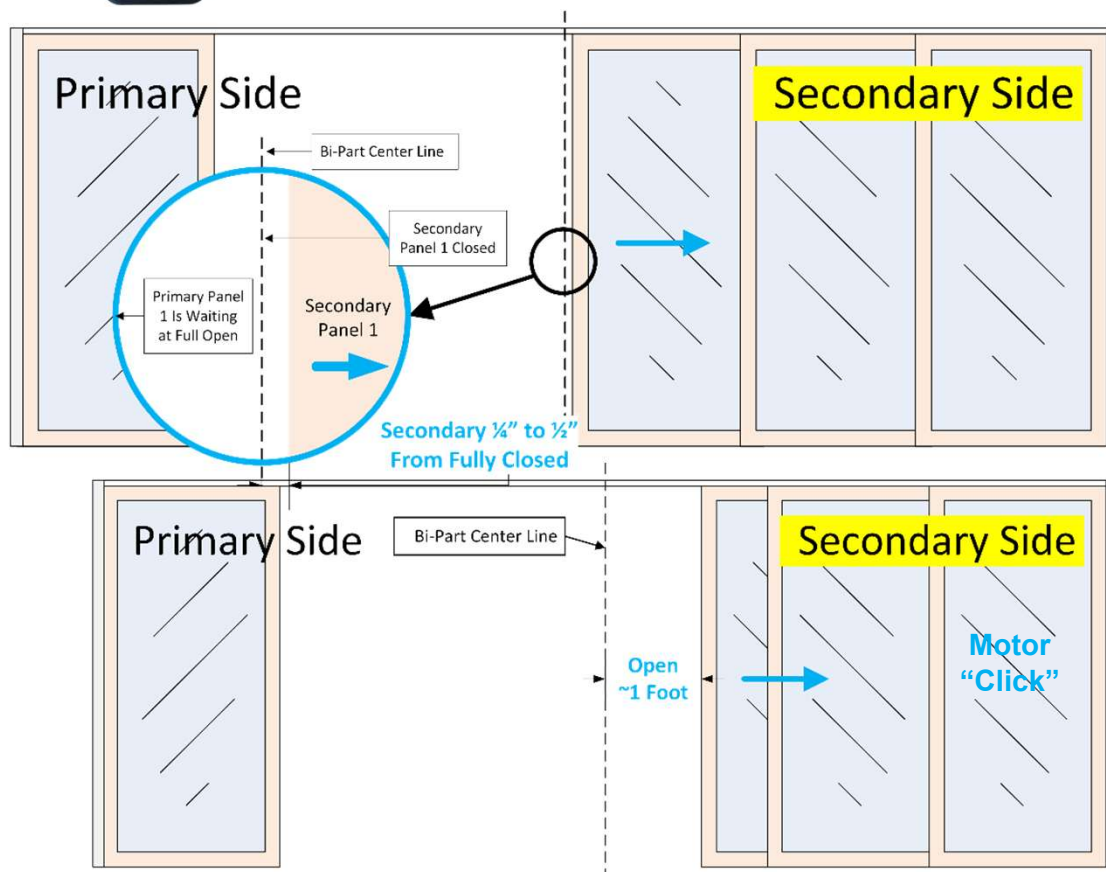 Primary Side
Secondary Side
Bi-Part Center Line
Secondary
Panel 1 Closed
Primary Panel
1 Is Waiting
at Full Open
Secondary
Panel 1
Secondary ¼” to ½”
From Fully Closed
Primary Side
Bi-Part Center Line
Secondary Side
Open
~1 Foot
Motor
“Click”